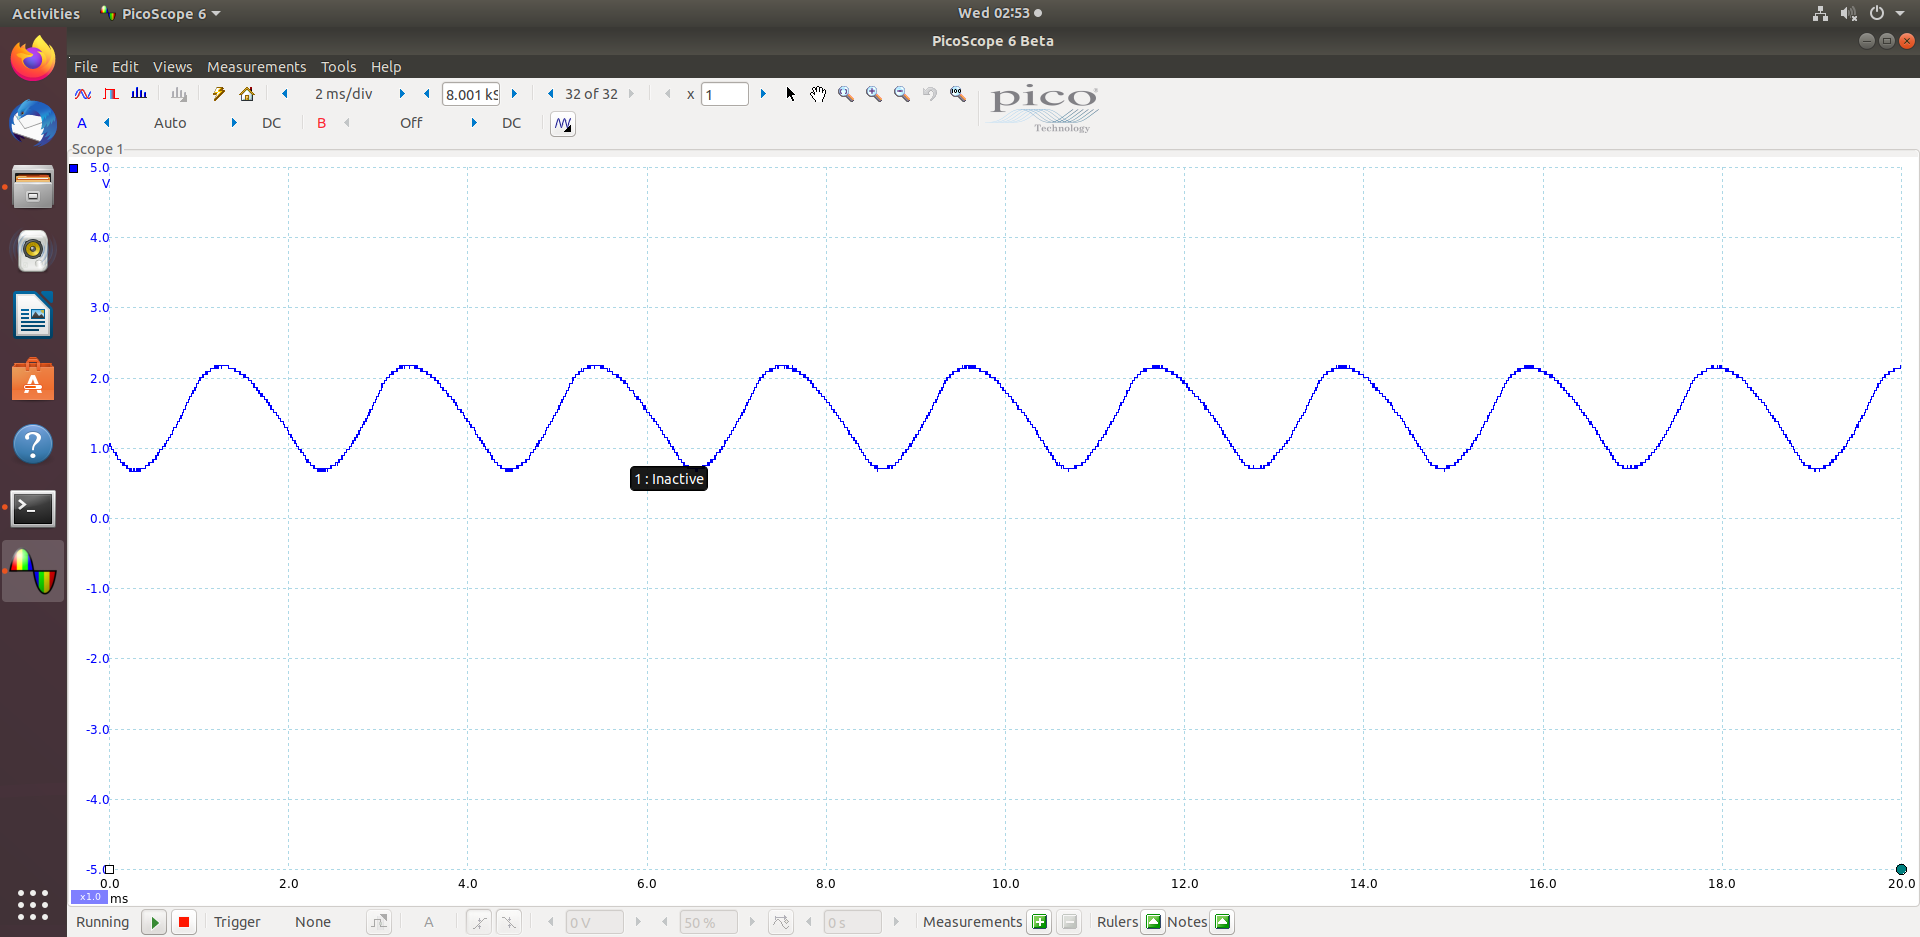 Activities PicoScope 6 Wed 02:53
PicoScope 6 Beta
File Edit Views Measurements Tools Help
2 ms/div 8.001 kS 32 of 32 x 1
pico
Technology
A Auto DC B Off DC
Scope 1
5.0
V
4.0
3.0
2.0
1.0
0.0
-1.0
-2.0
-3.0
-4.0
-5.0
1 : Inactive
0.0 2.0 4.0 6.0 8.0 10.0 12.0 14.0 16.0 18.0 20.0
x1.0 ms
Running Trigger None A 0 V 50 % 0 s Measurements Rulers Notes